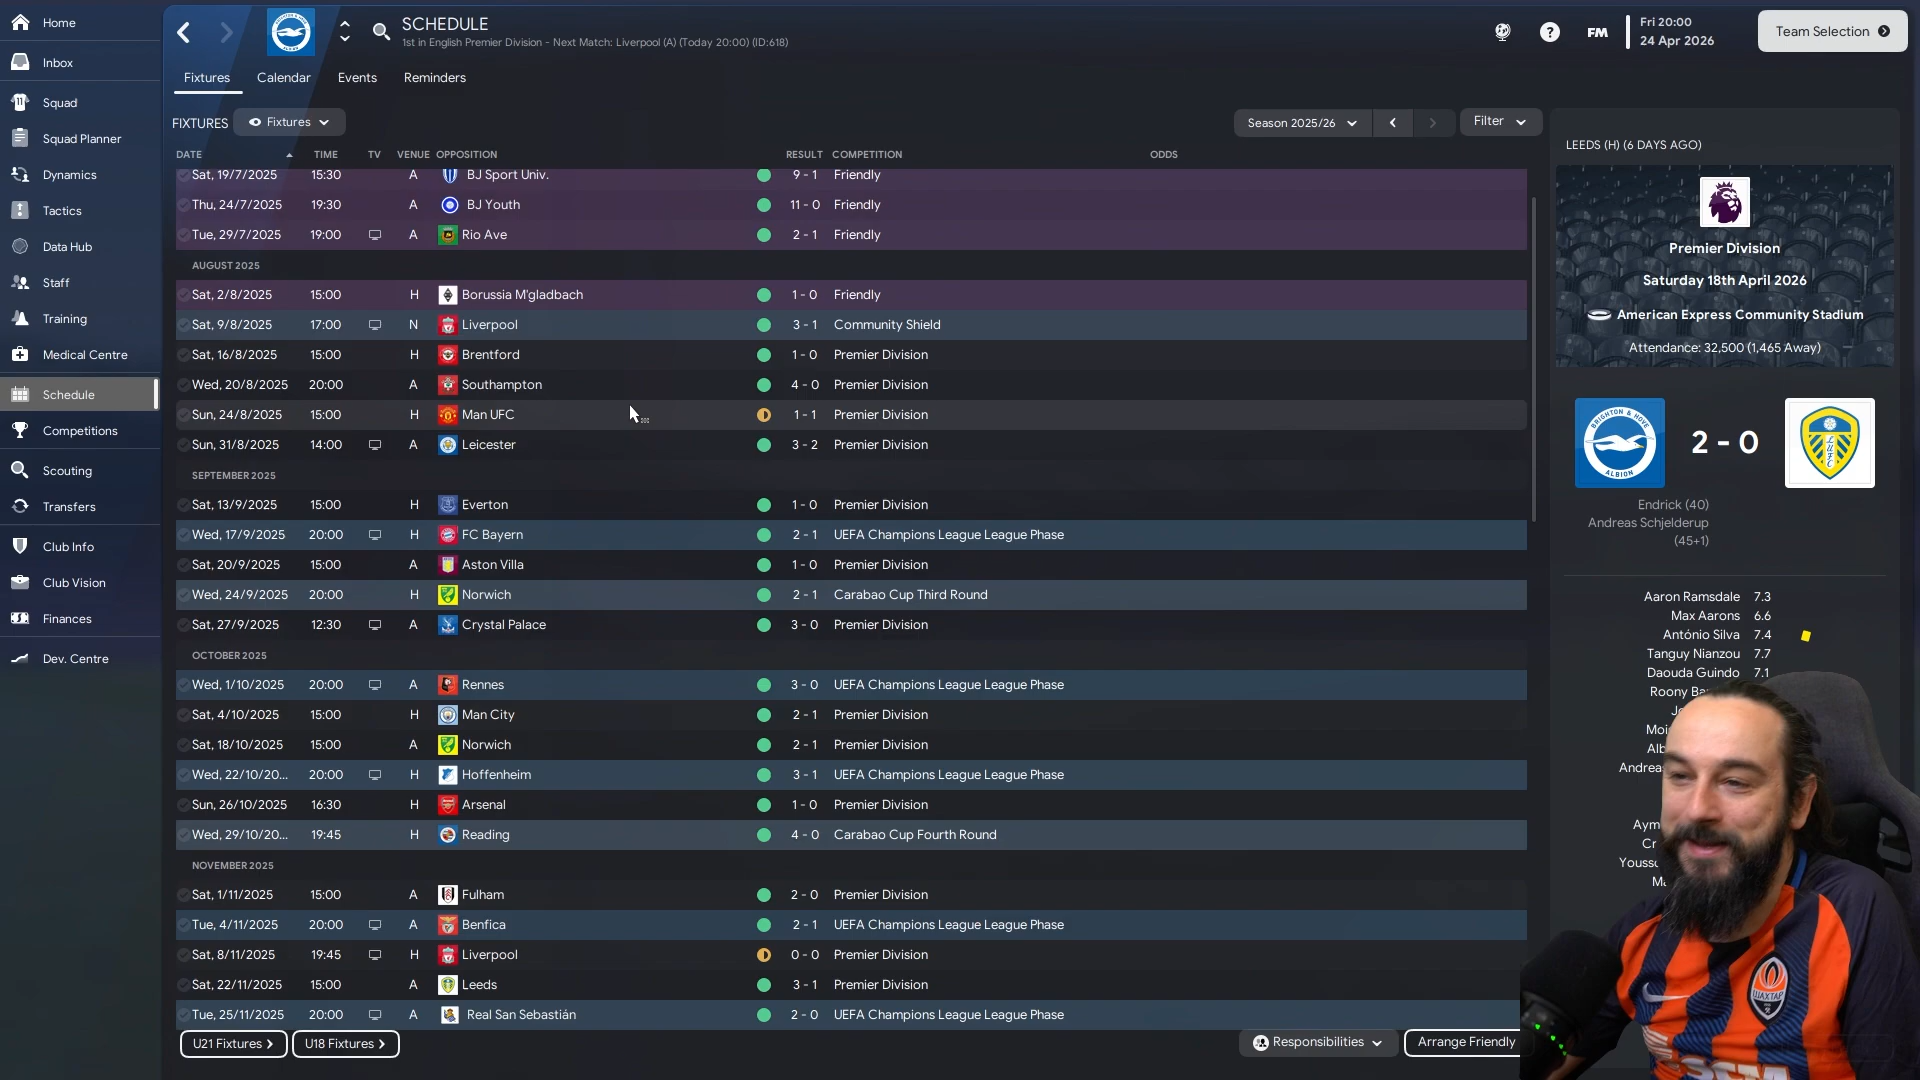 Home
Inbox
Squad
Squad Planner
Dynamics
Tactics
Data Hub
Staff
Training
Medical Centre
Schedule
Competitions
Scouting
Transfers
Club Info
Club Vision
Finances
Dev. Centre
SCHEDULE
1st in English Premier Division - Next Match: Liverpool (A) (Today 20:00) (ID:618)
FM
Fri 20:00
24 Apr 2026
Team Selection
Fixtures Calendar Events Reminders
FIXTURES Fixtures Season 2025/26 Filter
DATE TIME TV VENUE OPPOSITION RESULT COMPETITION ODDS
Sat, 19/7/2025 15:30 A BJ Sport Univ. 9 - 1 Friendly
Thu, 24/7/2025 19:30 A BJ Youth 11 - 0 Friendly
Tue, 29/7/2025 19:00 A Rio Ave 2 - 1 Friendly
AUGUST 2025
Sat, 2/8/2025 15:00 H Borussia M'gladbach 1 - 0 Friendly
Sat, 9/8/2025 17:00 N Liverpool 3 - 1 Community Shield
Sat, 16/8/2025 15:00 H Brentford 1 - 0 Premier Division
Wed, 20/8/2025 20:00 A Southampton 4 - 0 Premier Division
Sun, 24/8/2025 15:00 H Man UFC 1 - 1 Premier Division
Sun, 31/8/2025 14:00 A Leicester 3 - 2 Premier Division
SEPTEMBER 2025
Sat, 13/9/2025 15:00 H Everton 1 - 0 Premier Division
Wed, 17/9/2025 20:00 H FC Bayern 2 - 1 UEFA Champions League League Phase
Sat, 20/9/2025 15:00 A Aston Villa 1 - 0 Premier Division
Wed, 24/9/2025 20:00 H Norwich 2 - 1 Carabao Cup Third Round
Sat, 27/9/2025 12:30 A Crystal Palace 3 - 0 Premier Division
OCTOBER 2025
Wed, 1/10/2025 20:00 A Rennes 3 - 0 UEFA Champions League League Phase
Sat, 4/10/2025 15:00 H Man City 2 - 1 Premier Division
Sat, 18/10/2025 15:00 A Norwich 2 - 1 Premier Division
Wed, 22/10/20... 20:00 H Hoffenheim 3 - 1 UEFA Champions League League Phase
Sun, 26/10/2025 16:30 H Arsenal 1 - 0 Premier Division
Wed, 29/10/20... 19:45 H Reading 4 - 0 Carabao Cup Fourth Round
NOVEMBER 2025
Sat, 1/11/2025 15:00 A Fulham 2 - 0 Premier Division
Tue, 4/11/2025 20:00 A Benfica 2 - 1 UEFA Champions League League Phase
Sat, 8/11/2025 19:45 H Liverpool 0 - 0 Premier Division
Sat, 22/11/2025 15:00 A Leeds 3 - 1 Premier Division
Tue, 25/11/2025 20:00 A Real San Sebastián 2 - 0 UEFA Champions League League Phase
U21 Fixtures U18 Fixtures Responsibilities Arrange Friendly
LEEDS (H) (6 DAYS AGO)
Premier Division
Saturday 18th April 2026
American Express Community Stadium
Attendance: 32,500 (1,465 Away)
BRIGHTON & HOVE
ALBION
2 - 0
LUFC
Endrick (40)
Andreas Schjelderup
(45+1)
Aaron Ramsdale 7.3
Max Aarons 6.6
António Silva 7.4
Tanguy Nianzou 7.7
Daouda Guindo 7.1
Roony Ba
Moi
Alb
Andreas
Aym
Cr
ШАХТАР